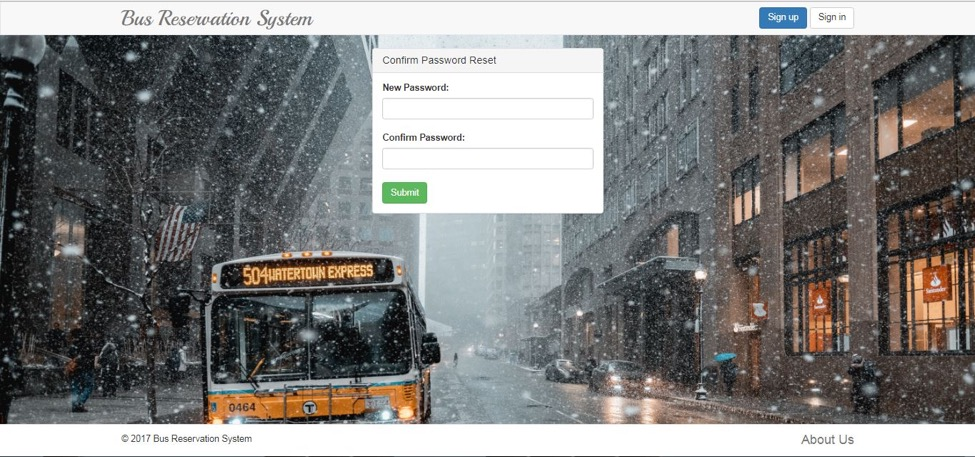 Bus Reservation System
Sign up
Sign in
Confirm Password Reset
New Password:
Confirm Password:
Submit
504 WATERTOWN EXPRESS
0464
T
Santander
© 2017 Bus Reservation System
About Us